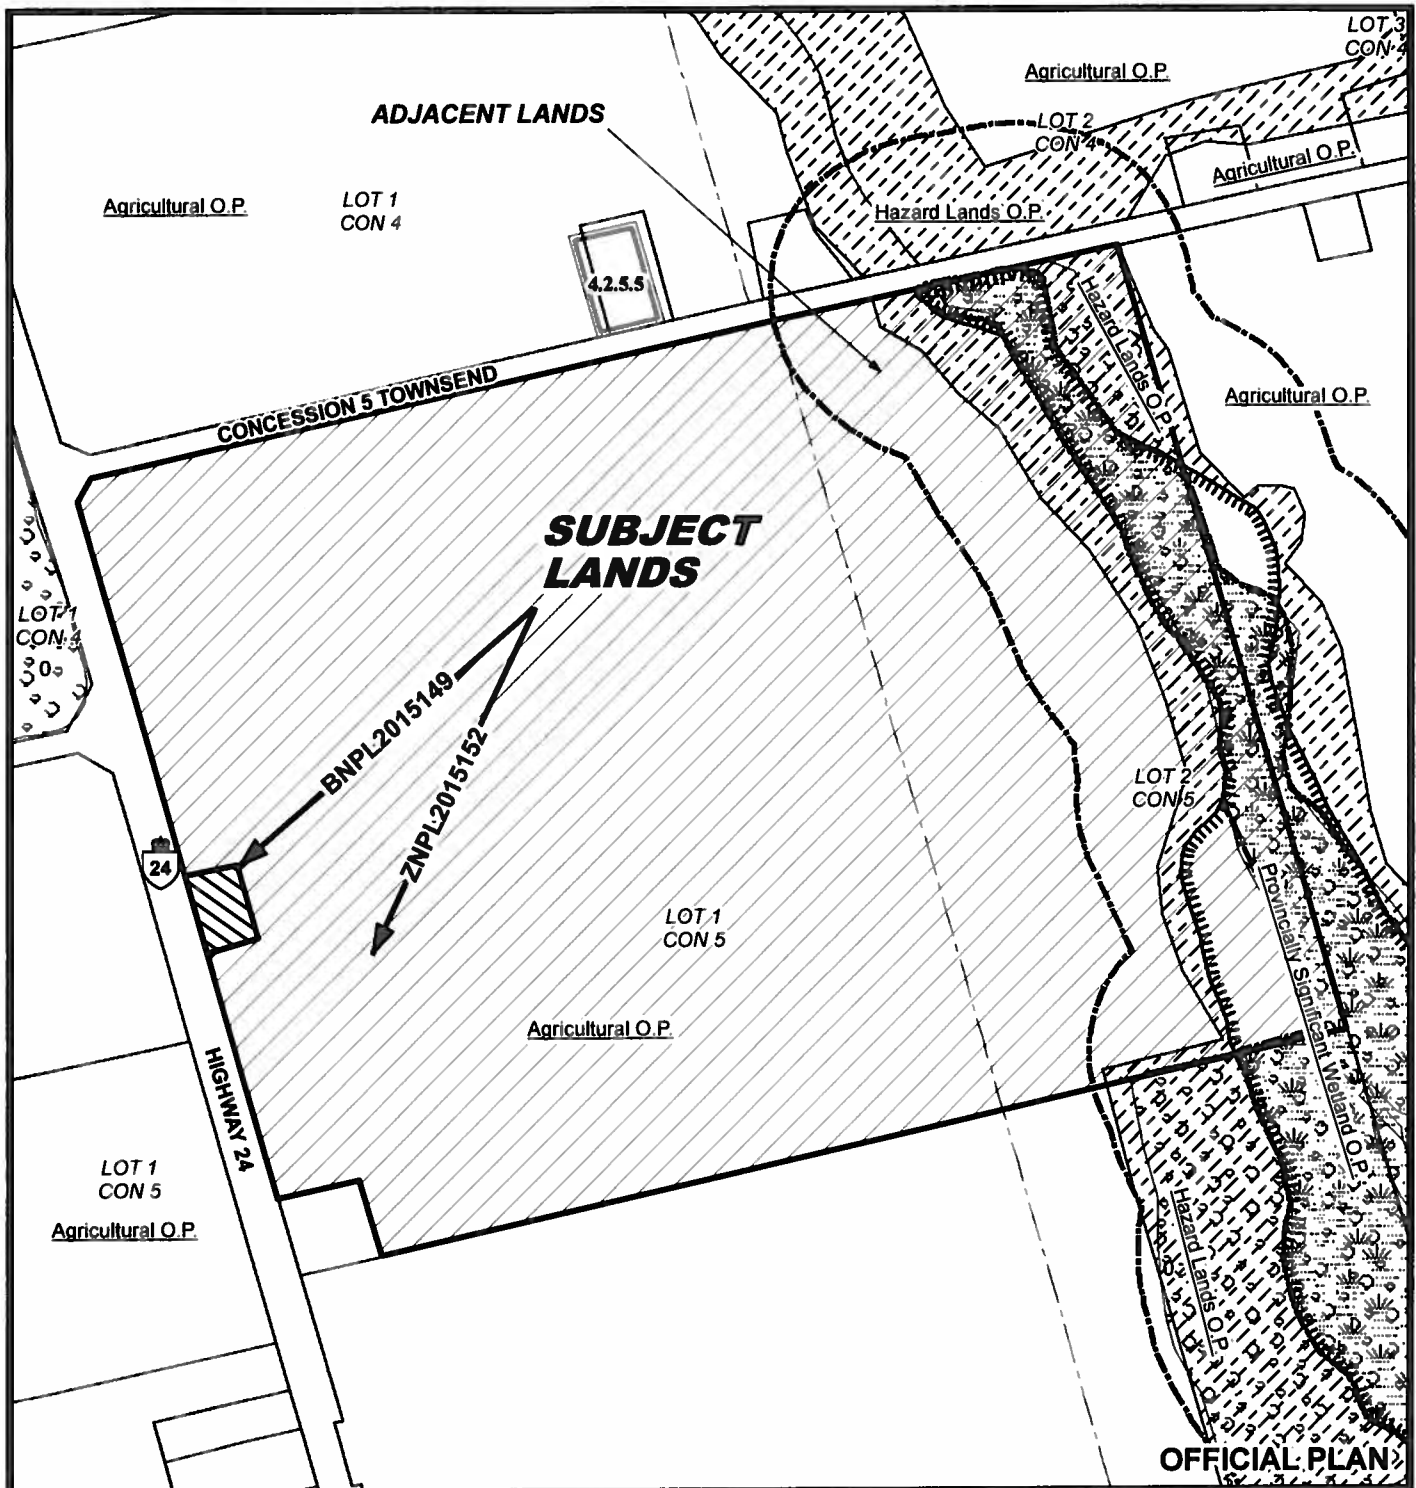 LOT 3
CON 4
Agricultural O.P.
ADJACENT LANDS
LOT 2
CON 4
Agricultural O.P.
Agricultural O.P.
LOT 1
CON 4
Hazard Lands O.P.
4.2.5.5
Hazard Lands O.P.
CONCESSION 5 TOWNSEND
Agricultural O.P.
SUBJECT
LANDS
LOT 1
CON 4
BNPL2015149
ZNPL2015152
LOT 2
CON 5
24
LOT 1
CON 5
Provincially Significant Wetland O.P.
Agricultural O.P.
HIGHWAY 24
LOT 1
CON 5
Agricultural O.P.
Hazard Lands O.P.
OFFICIAL PLAN